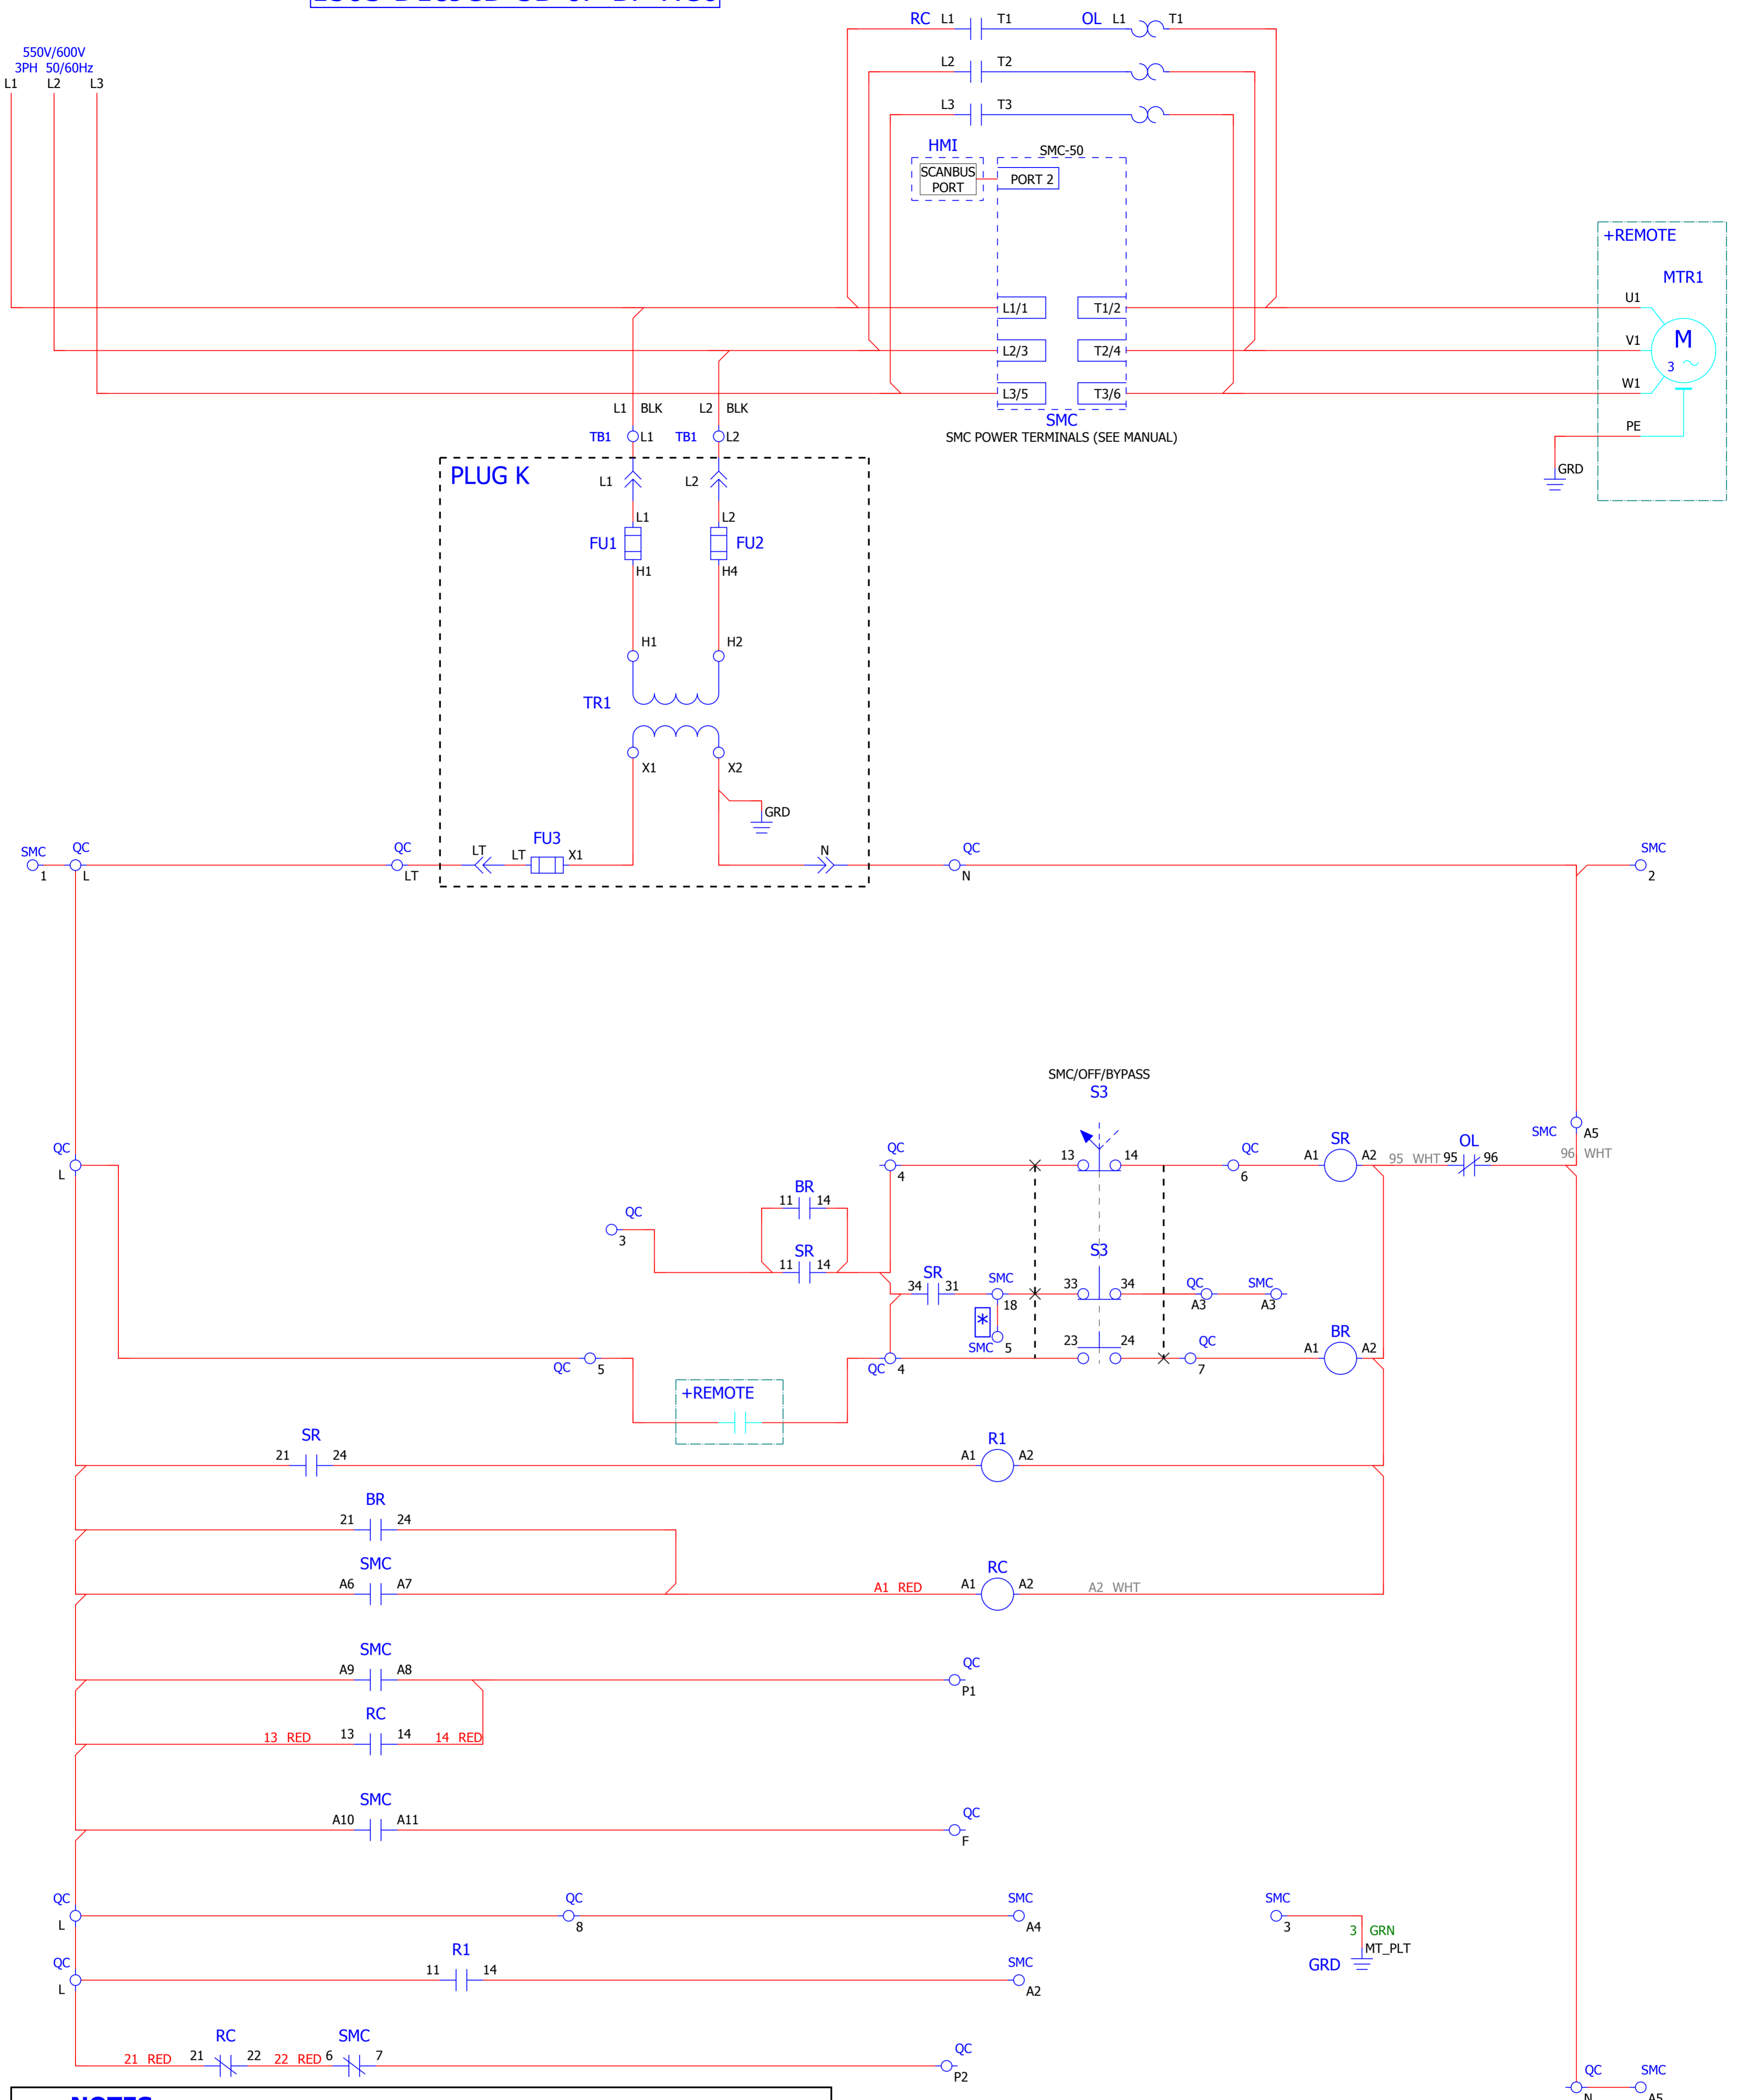 RC L1 T1 OL L1 T1
550V/600V
3PH 50/60Hz
L1 L2 L3
L2 T2
L3 T3
HMI
SMC-50
SCANBUS
PORT
PORT 2
+REMOTE
MTR1
L1/1 T1/2 U1
L2/3 T2/4 V1
M
3
L3/5 T3/6 W1
L1 BLK L2 BLK
SMC
SMC POWER TERMINALS (SEE MANUAL)
PE
GRD
TB1 L1 TB1 L2
PLUG K
L1 L2
L1 L2
FU1 FU2
H1 H4
H1 H2
TR1
X1 X2
GRD
SMC QC QC LT LT FU3 X1 N QC SMC
1 L LT N 2
SMC/OFF/BYPASS
S3
SMC A5
96 WHT
QC
L
QC
4
13 14
QC
6
SR
A1 A2
95 WHT 95 OL 96
BR
11 14
QC
3
SR
11 14
SR
34 31
SMC
18
S3
33 34
QC
A3
SMC
A3
*
SMC 5
23 24
QC
7
BR
A1 A2
QC 5
QC 4
+REMOTE
SR
21 24
R1
A1 A2
BR
21 24
SMC
A6 A7
A1 RED
RC
A1 A2
A2 WHT
SMC
A9 A8
QC
P1
RC
13 RED 13 14 14 RED
SMC
A10 A11
QC
F
QC
L
QC
8
SMC
A4
SMC
3
3 GRN
MT_PLT
GRD
QC
L
R1
11 14
SMC
A2
RC SMC
21 RED 21 22 22 RED 6 7
QC
P2
QC SMC
N A5
NOTES